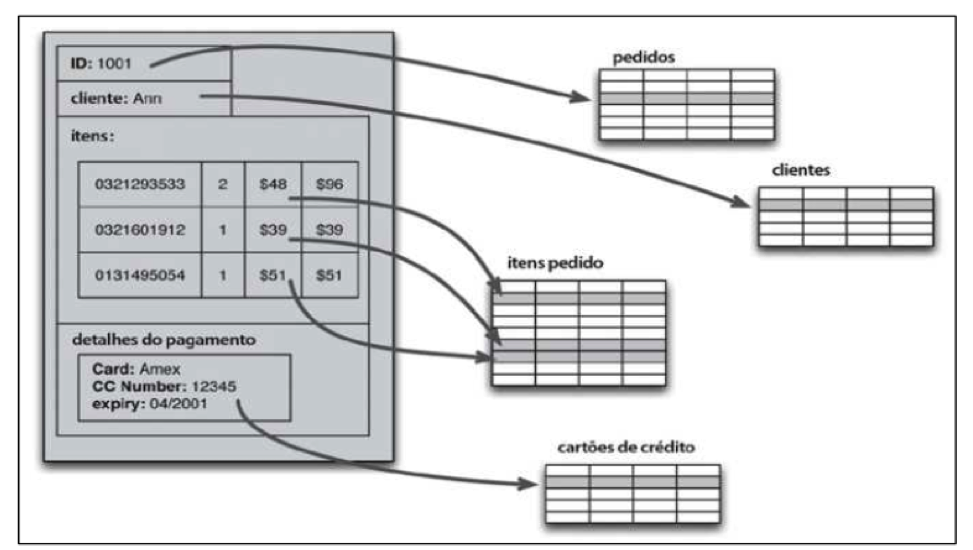 ID: 1001
cliente: Ann
itens:
0321293533 2 $48 $96
0321601912 1 $39 $39
0131495054 1 $51 $51
detalhes do pagamento
Card: Amex
CC Number: 12345
expiry: 04/2001
pedidos
clientes
itens pedido
cartões de crédito